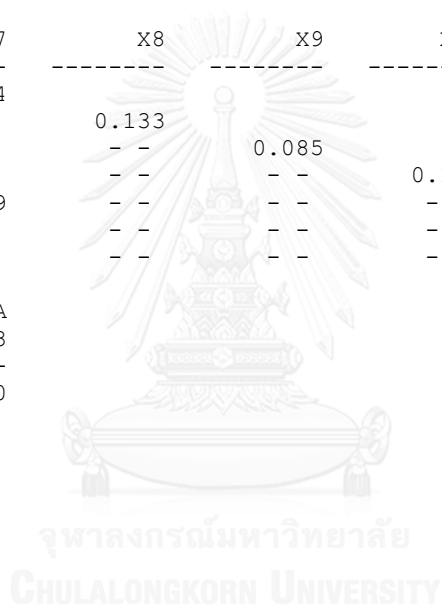 7 X8 X9
- -------- -------- ------
4
0.133
- - 0.085
- - - - 0.
9 - - - - -
- - - - -
- - - - -
A
8
-
0
จุฬาลงกรณ์มหาวิทยาลัย
CHULALONGKORN UNIVERSITY